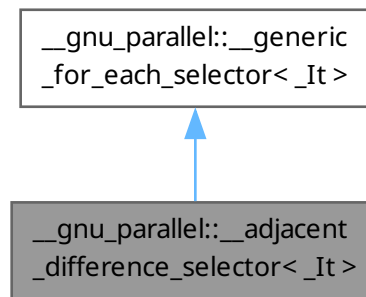 __gnu_parallel::__generic
_for_each_selector< _It >
__gnu_parallel::__adjacent
_difference_selector< _It >